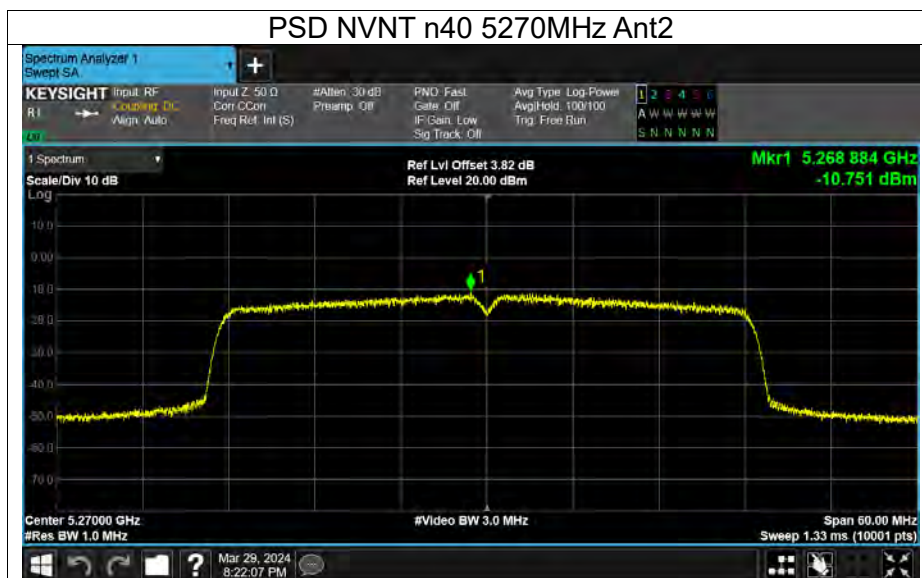 PSD NVNT n40 5270MHz Ant2
Spectrum Analyzer 1
Swept SA
+
KEYSIGHT Input: RF Input Z: 50 Ω #Atten: 30 dB PNO: Fast Avg Type: Log-Power 1 2 3 4 5 6
Coupling: DC Corr CCorr Preamp: Off Gate: Off Avg|Hold: 100/100 A W W W W W
Align: Auto Freq Ref: Int (S) IF Gain: Low Trig: Free Run
Sig Track: Off S N N N N N
1 Spectrum Ref Lvl Offset 3.82 dB Mkr1 5.268 884 GHz
Scale/Div 10 dB Ref Level 20.00 dBm -10.751 dBm
Log
10.0
0.00
1
-10.0
-20.0
-30.0
-40.0
-50.0
-60.0
-70.0
Center 5.27000 GHz #Video BW 3.0 MHz Span 60.00 MHz
#Res BW 1.0 MHz Sweep 1.33 ms (10001 pts)
? Mar 29, 2024
8:22:07 PM